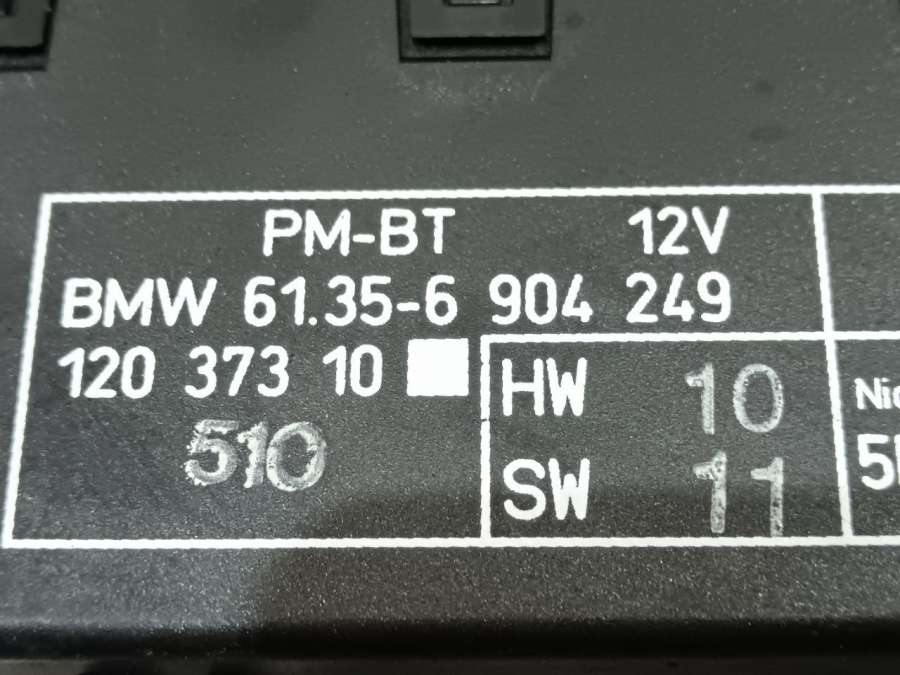 PM-BT 12V
BMW 61.35-6 904 249
120 373 10
510
HW 10
SW 11